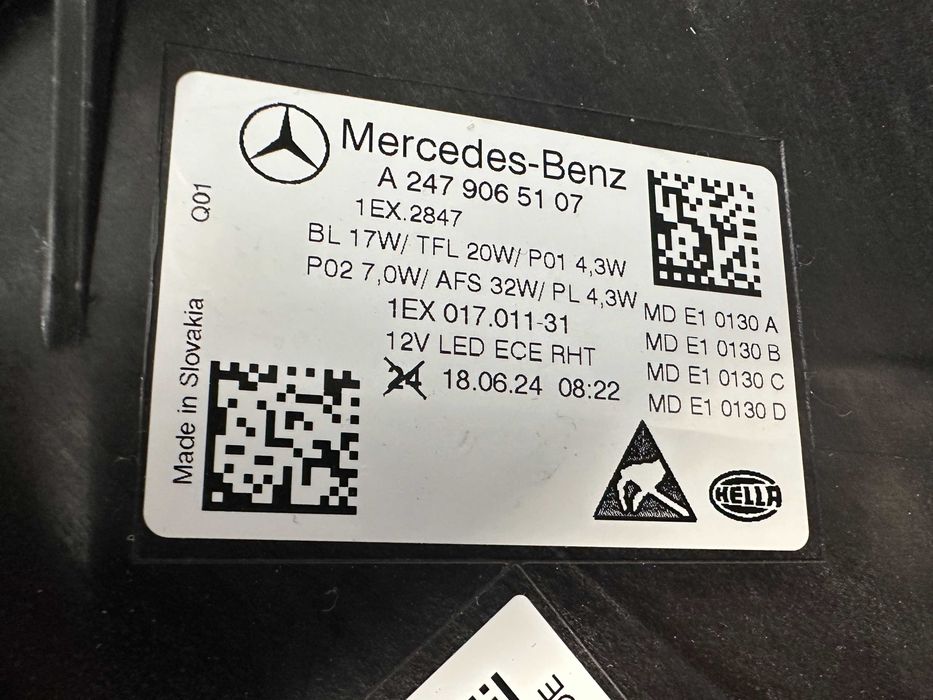 Mercedes-Benz
A 247 906 51 07
1EX.2847
BL 17W/ TFL 20W/ P01 4,3W
P02 7,0W/ AFS 32W/ PL 4,3W
1EX 017.011-31
12V LED ECE RHT
24 18.06.24 08:22
MD E1 0130 A
MD E1 0130 B
MD E1 0130 C
MD E1 0130 D
Made in Slovakia
Q01
HELLA